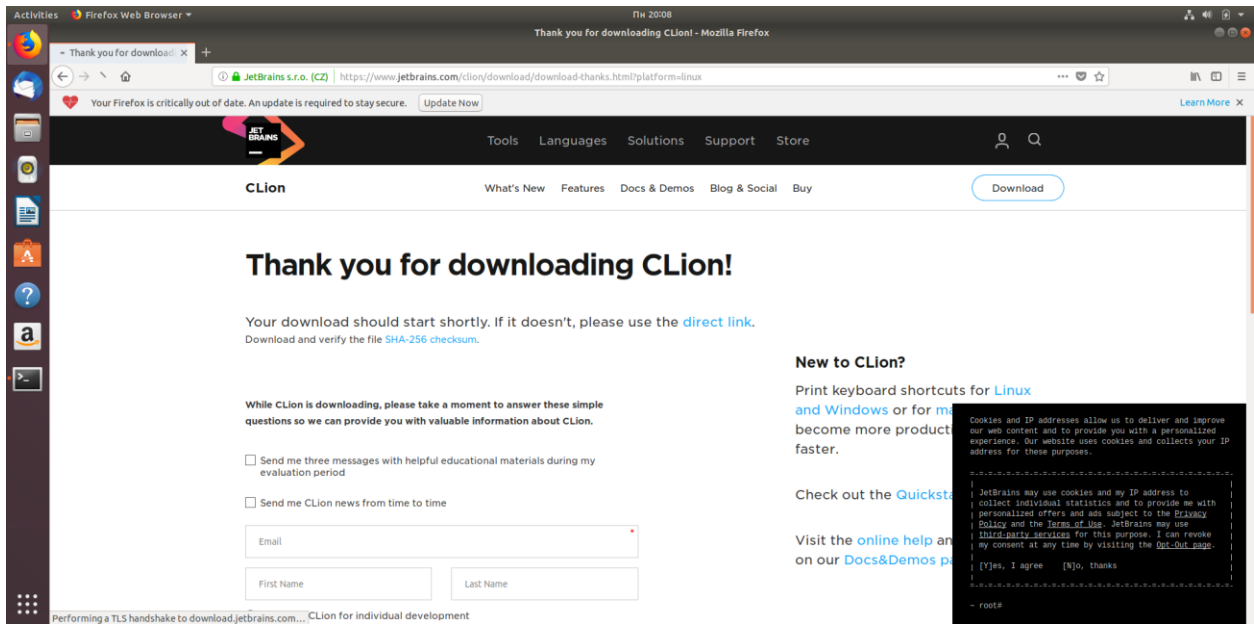 Activities Firefox Web Browser Пн 20:08
Thank you for downloading CLion! - Mozilla Firefox
- Thank you for download
JetBrains s.r.o. (CZ) https://www.jetbrains.com/clion/download/download-thanks.html?platform=linux
Your Firefox is critically out of date. An update is required to stay secure. Update Now Learn More
JET
BRAINS
Tools Languages Solutions Support Store
CLion What's New Features Docs & Demos Blog & Social Buy Download
Thank you for downloading CLion!
Your download should start shortly. If it doesn't, please use the direct link.
Download and verify the file SHA-256 checksum.
While CLion is downloading, please take a moment to answer these simple
questions so we can provide you with valuable information about CLion.
Send me three messages with helpful educational materials during my
evaluation period
Send me CLion news from time to time
Email *
First Name Last Name
CLion for individual development
Performing a TLS handshake to download.jetbrains.com...
New to CLion?
Print keyboard shortcuts for Linux
and Windows or for
become more
faster.
Check out the
Visit the online help
on our Docs&Demos
Cookies and IP addresses allow us to deliver and improve
our web content and to provide you with a personalized
experience. Our website uses cookies and collects your IP
address for these purposes.
JetBrains may use cookies and my IP address to
collect individual statistics and to provide me with
personalized offers and ads subject to the Privacy
Policy and the Terms of Use. JetBrains may use
third-party services for this purpose. I can revoke
my consent at any time by visiting the Opt-Out page.
[Y]es, I agree [N]o, thanks
~ root#